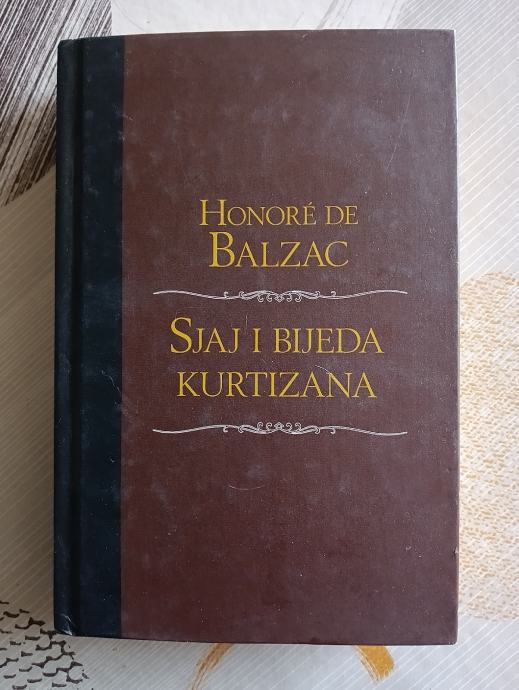 HONORÉ DE
BALZAC
SJAJ I BIJEDA
KURTIZANA